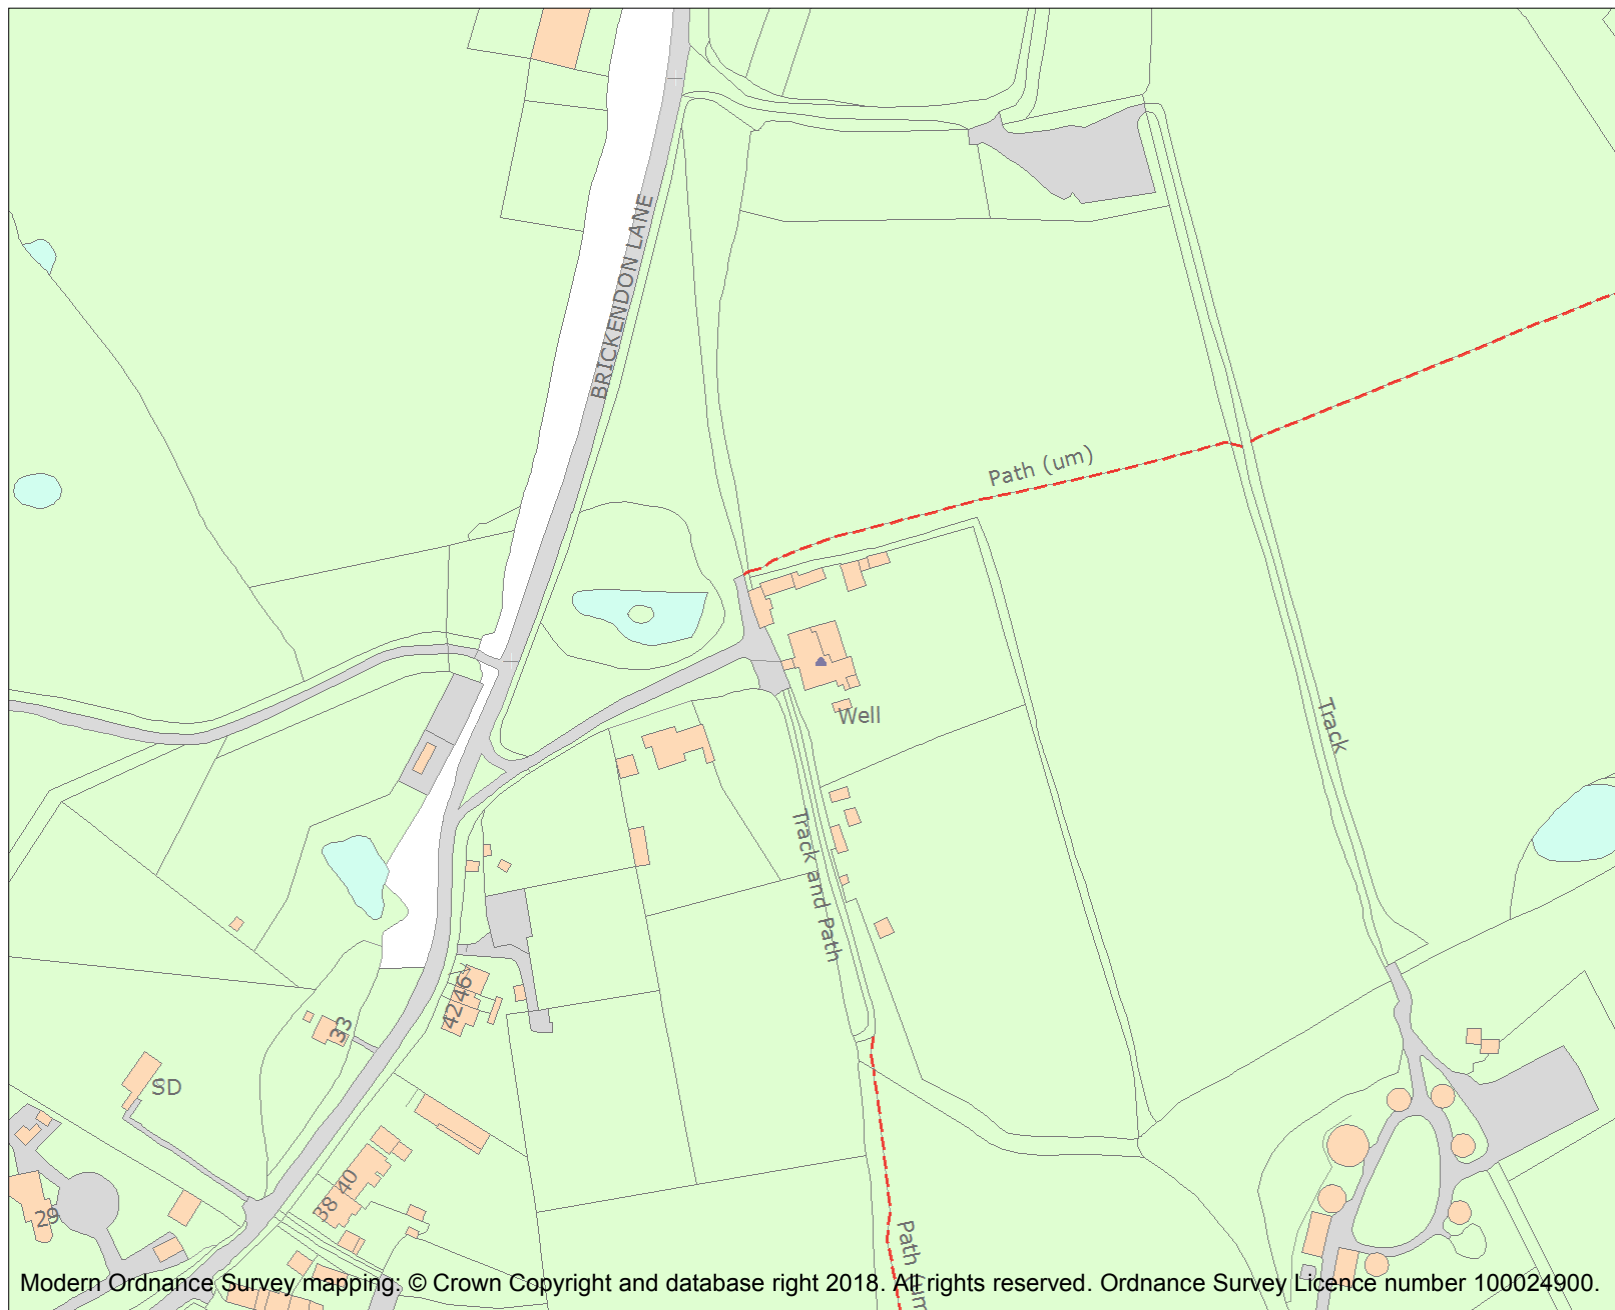 BRICKENDON LANE
Path (um)
Track
Well
Track and Path
42
46
33
SD
40
38
29
Path (um
Modern Ordnance Survey mapping: © Crown Copyright and database right 2018. All rights reserved. Ordnance Survey Licence number 100024900.